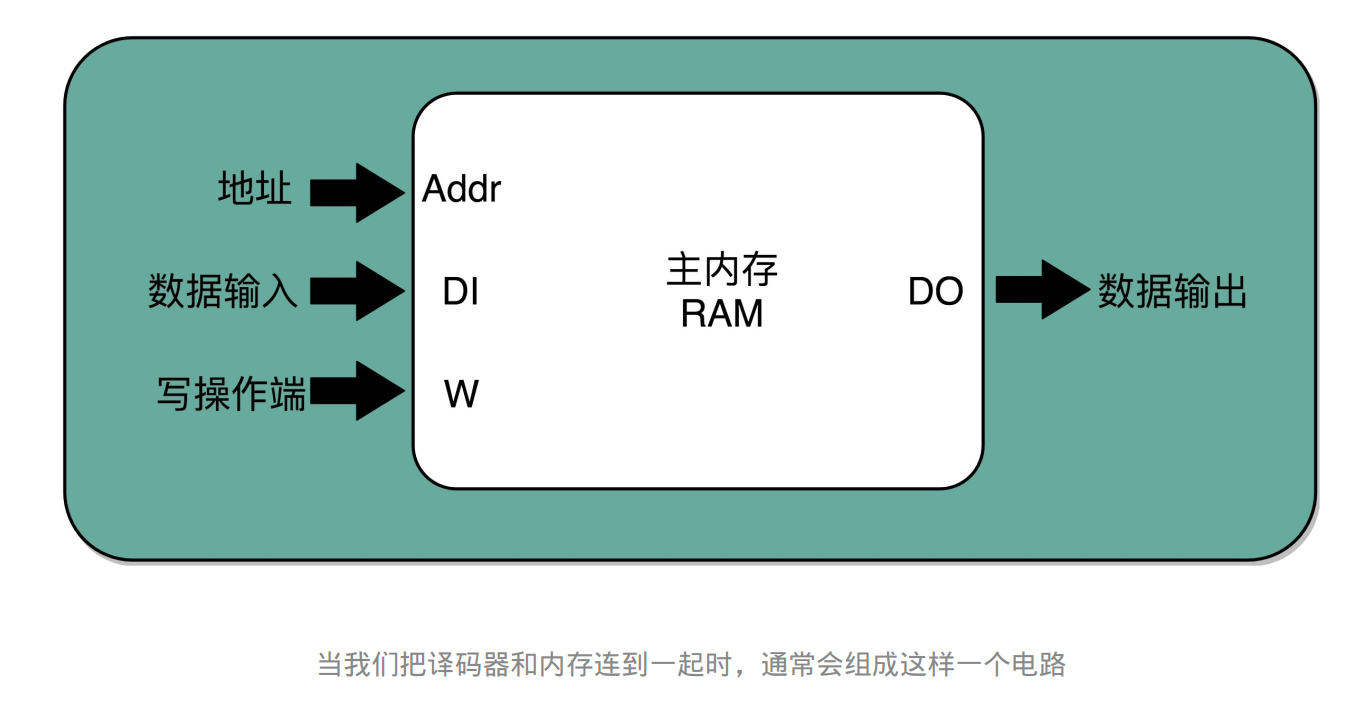 地址
Addr
数据输入
DI
主内存
RAM
DO
数据输出
写操作端
W
当我们把译码器和内存连到一起时，通常会组成这样一个电路